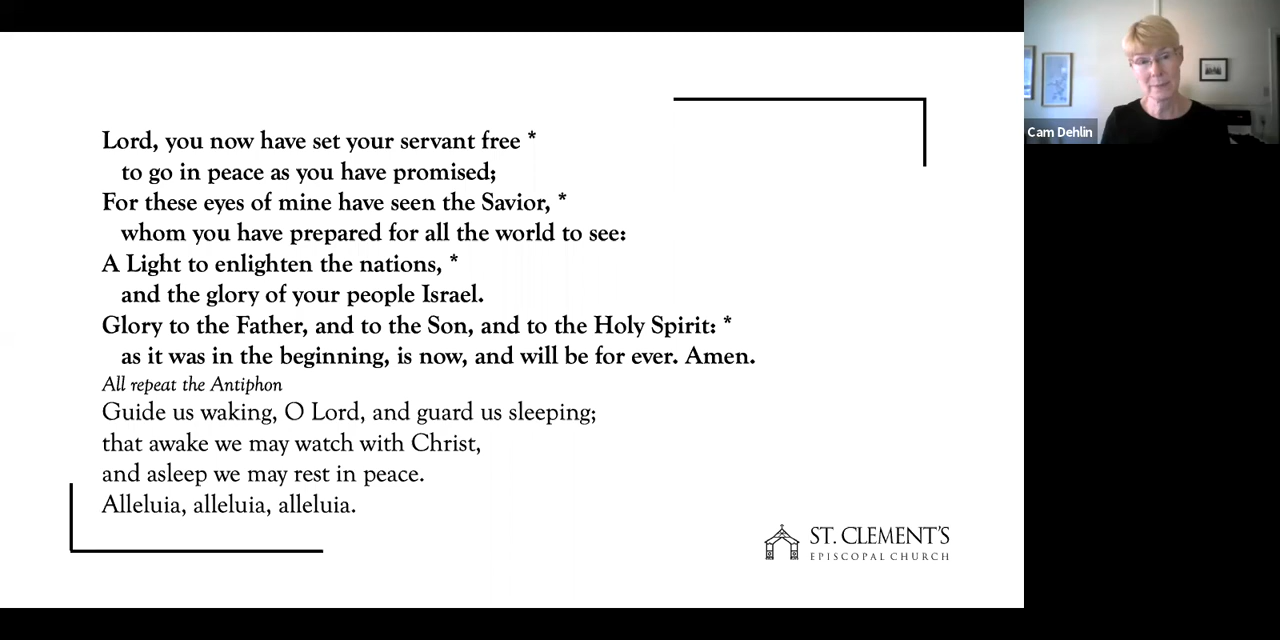 Lord, you now have set your servant free *
to go in peace as you have promised;
For these eyes of mine have seen the Savior, *
whom you have prepared for all the world to see:
A Light to enlighten the nations, *
and the glory of your people Israel.
Glory to the Father, and to the Son, and to the Holy Spirit: *
as it was in the beginning, is now, and will be for ever. Amen.
All repeat the Antiphon
Guide us waking, O Lord, and guard us sleeping;
that awake we may watch with Christ,
and asleep we may rest in peace.
Alleluia, alleluia, alleluia.
ST. CLEMENT'S
EPISCOPAL CHURCH
Cam Dehlin